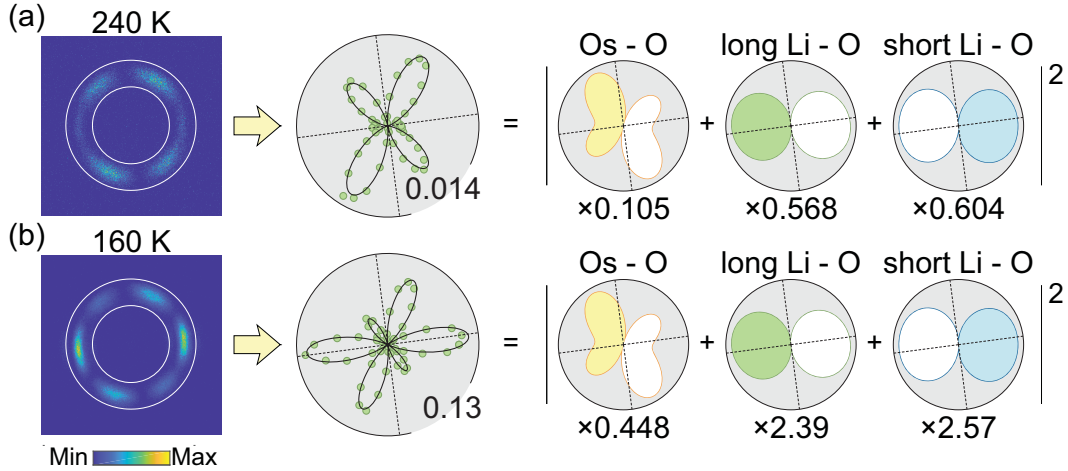 (a) 240 K
Os - O long Li - O short Li - O
= + + 2
0.014
×0.105 ×0.568 ×0.604
(b) 160 K
Os - O long Li - O short Li - O
= + + 2
0.13
×0.448 ×2.39 ×2.57
Min Max